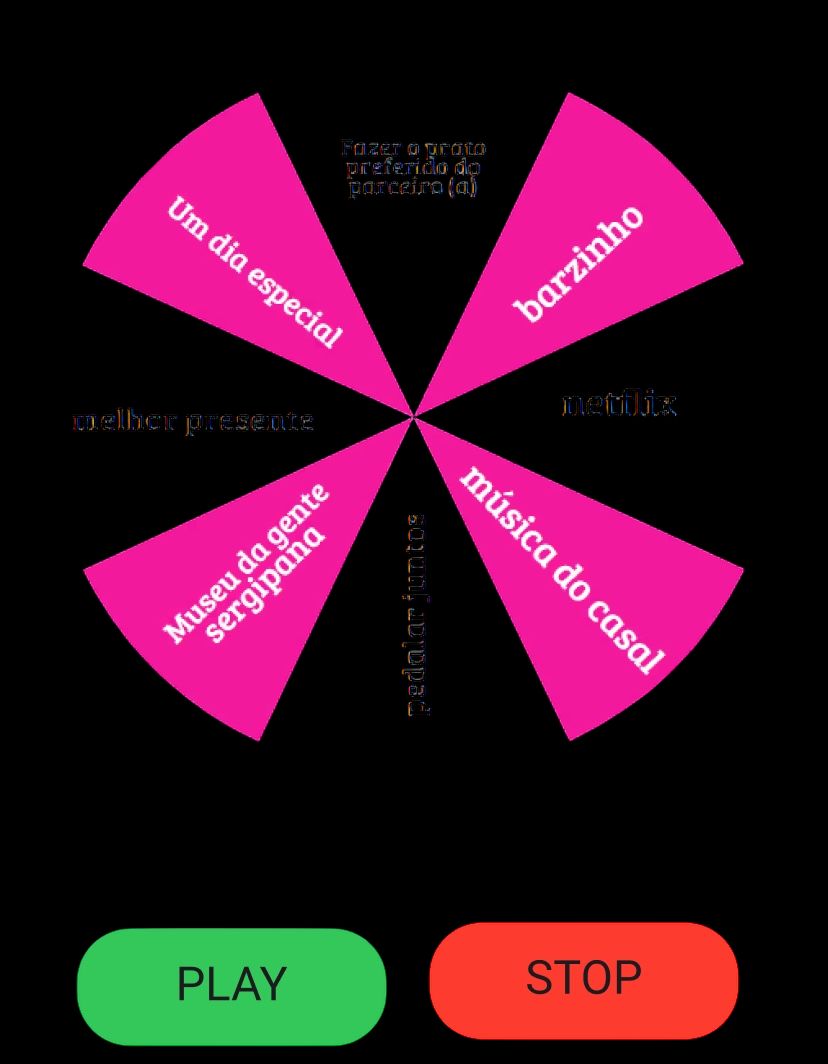 Fazer o prato
preferido do
parceiro (a)
barzinho
netflix
música do casal
pedalar juntos
Museu da gente
sergipana
melhor presente
Um dia especial
PLAY
STOP